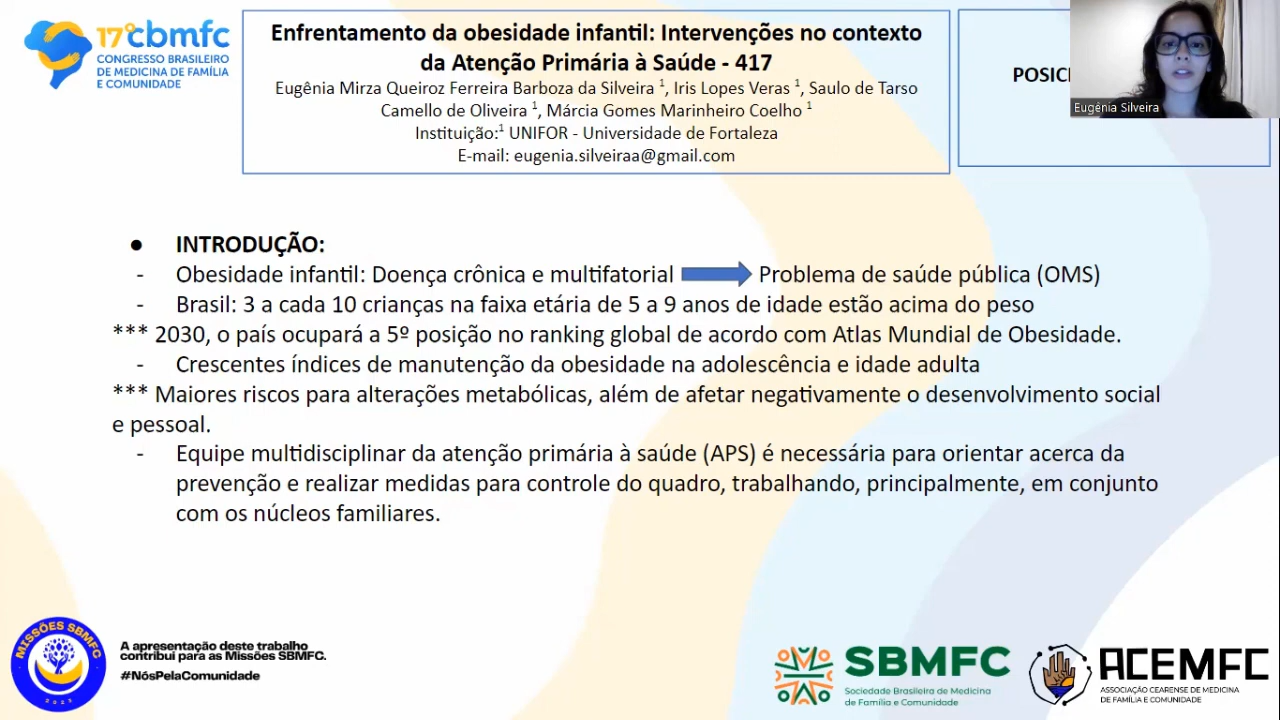 17º cbmfc
CONGRESSO BRASILEIRO
DE MEDICINA DE FAMÍLIA
E COMUNIDADE
Enfrentamento da obesidade infantil: Intervenções no contexto
da Atenção Primária à Saúde - 417
Eugênia Mirza Queiroz Ferreira Barboza da Silveira ¹, Iris Lopes Veras ¹, Saulo de Tarso
Camello de Oliveira ¹, Márcia Gomes Marinheiro Coelho ¹
Instituição:¹ UNIFOR - Universidade de Fortaleza
E-mail: eugenia.silveiraa@gmail.com
Eugênia Silveira
● INTRODUÇÃO:
- Obesidade infantil: Doença crônica e multifatorial Problema de saúde pública (OMS)
- Brasil: 3 a cada 10 crianças na faixa etária de 5 a 9 anos de idade estão acima do peso
*** 2030, o país ocupará a 5º posição no ranking global de acordo com Atlas Mundial de Obesidade.
- Crescentes índices de manutenção da obesidade na adolescência e idade adulta
*** Maiores riscos para alterações metabólicas, além de afetar negativamente o desenvolvimento social
e pessoal.
- Equipe multidisciplinar da atenção primária à saúde (APS) é necessária para orientar acerca da
prevenção e realizar medidas para controle do quadro, trabalhando, principalmente, em conjunto
com os núcleos familiares.
MISSÕES SBMFC
2023
A apresentação deste trabalho
contribui para as Missões SBMFC.
#NósPelaComunidade
SBMFC
Sociedade Brasileira de Medicina
de Família e Comunidade
ACEMFC
ASSOCIAÇÃO CEARENSE DE MEDICINA
DE FAMÍLIA E COMUNIDADE